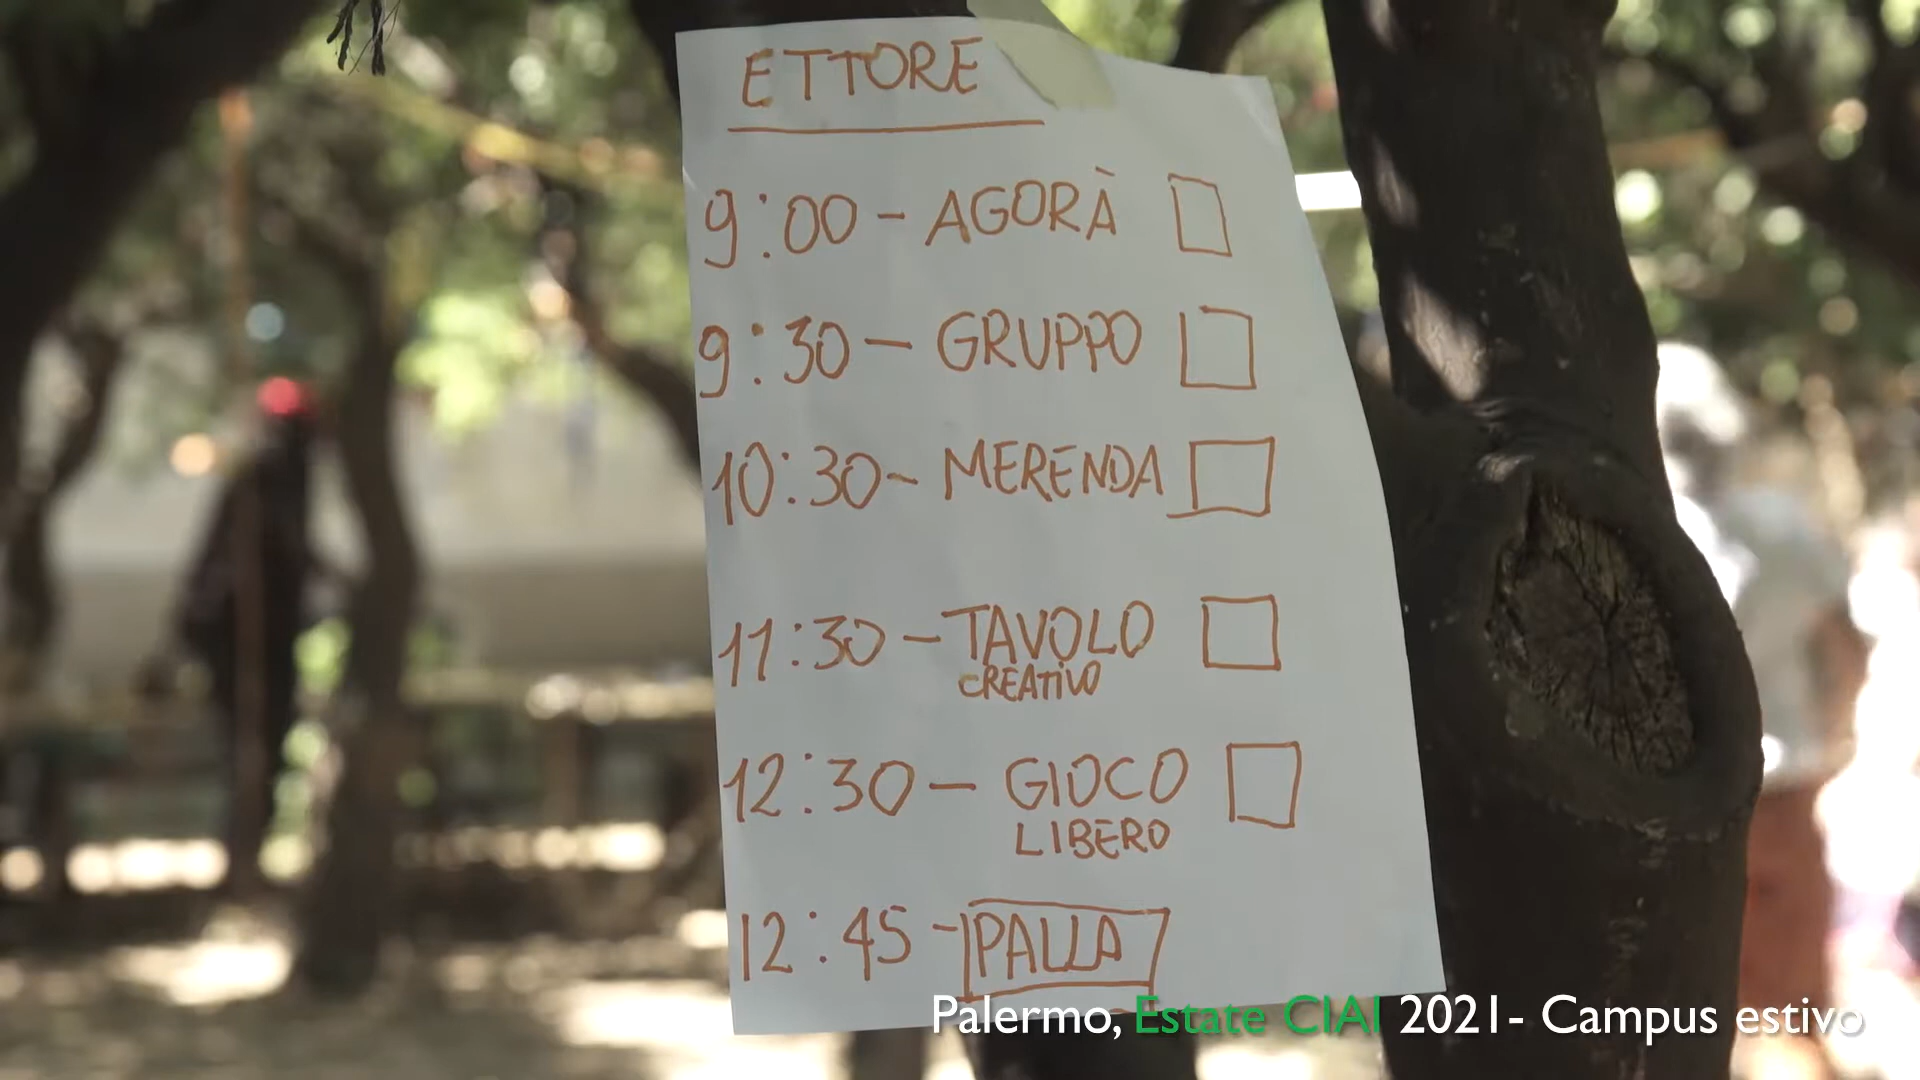 ETTORE
9:00 - AGORÀ
9:30 - GRUPPO
10:30 - MERENDA
11:30 - TAVOLO
CREATIVO
12:30 - GIOCO
LIBERO
12:45 - PALLA
Palermo, Estate CIAI 2021- Campus estivo